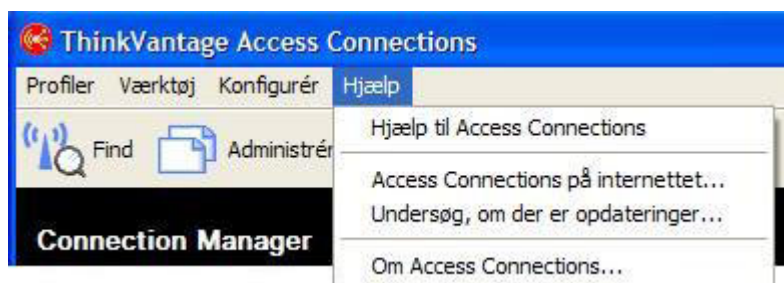 ThinkVantage Access Connections
Profiler Værktøj Konfigurér Hjælp
Find Administrér
Hjælp til Access Connections
Access Connections på internettet...
Undersøg, om der er opdateringer...
Connection Manager
Om Access Connections...